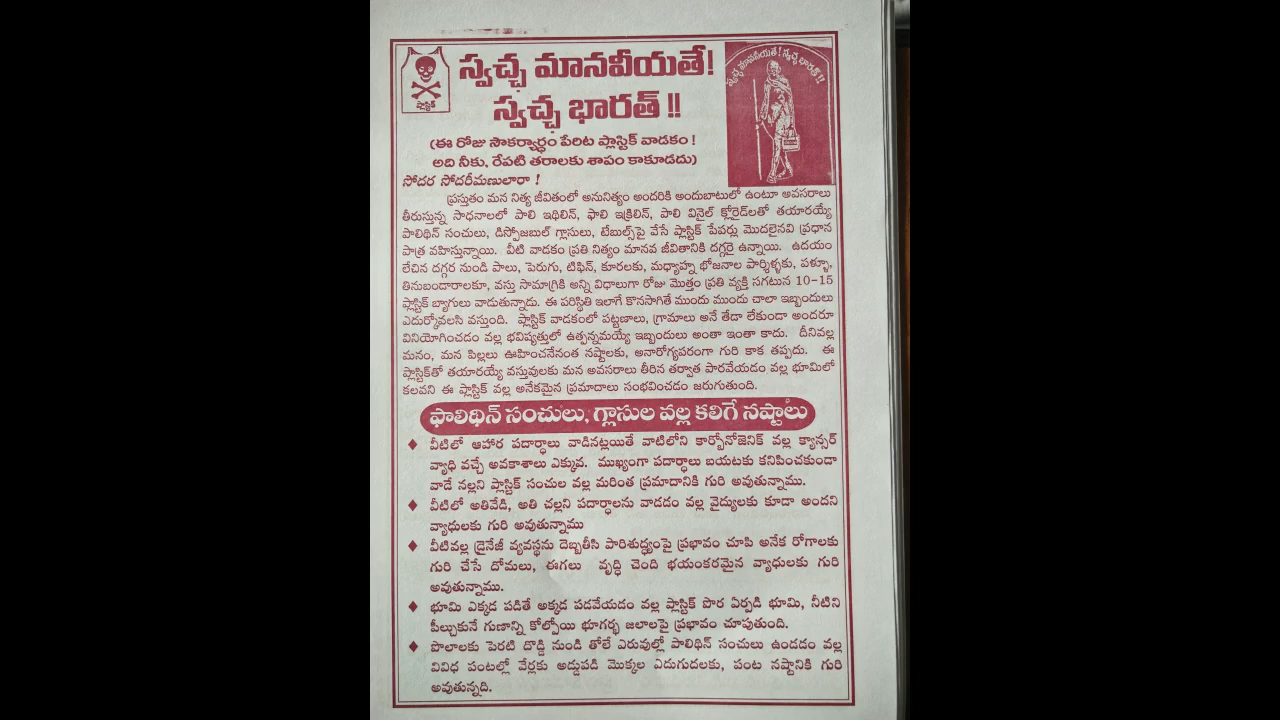 స్వచ్ఛ మానవీయతే!
ప్లాస్టిక్
స్వచ్ఛ మానవీయతే! స్వచ్ఛ భారత్!!
స్వచ్ఛ భారత్ !!
(ఈ రోజు సౌకర్యార్ధం పేరిట ప్లాస్టిక్ వాడకం !
అది నీకు, రేపటి తరాలకు శాపం కాకూడదు)
సోదర సోదరీమణులారా !
ప్రస్తుతం మన నిత్య జీవితంలో అనునిత్యం అందరికి అందుబాటులో ఉంటూ అవసరాలు
తీరుస్తున్న సాధనాలలో పాలి ఇథిలిన్, ఫాలి ఇక్రిలిన్, పాలి వినైల్ క్లోరైడ్‌లతో తయారయ్యే
పాలిథిన్ సంచులు, డిస్పోజబుల్ గ్లాసులు, టేబుల్స్‌పై వేసే ప్లాస్టిక్ పేపర్లు మొదలైనవి ప్రధాన
పాత్ర వహిస్తున్నాయి. వీటి వాడకం ప్రతి నిత్యం మానవ జీవితానికి దగ్గరై ఉన్నాయి. ఉదయం
లేచిన దగ్గర నుండి పాలు, పెరుగు, టిఫిన్, కూరలకు, మధ్యాహ్న భోజనాల పార్శిళ్ళకు, పళ్ళూ,
తినుబండారాలకూ, వస్తు సామాగ్రికి అన్ని విధాలుగా రోజు మొత్తం ప్రతి వ్యక్తి సగటున 10-15
ప్లాస్టిక్ బ్యాగులు వాడుతున్నాడు. ఈ పరిస్థితి ఇలాగే కొనసాగితే ముందు ముందు చాలా ఇబ్బందులు
ఎదుర్కోవలసి వస్తుంది. ప్లాస్టిక్ వాడకంలో పట్టణాలు, గ్రామాలు అనే తేడా లేకుండా అందరూ
వినియోగించడం వల్ల భవిష్యత్తులో ఉత్పన్నమయ్యే ఇబ్బందులు అంతా ఇంతా కాదు. దీనివల్ల
మనం, మన పిల్లలు ఊహించనేనంత నష్టాలకు, అనారోగ్యపరంగా గురి కాక తప్పదు. ఈ
ప్లాస్టిక్‌తో తయారయ్యే వస్తువులకు మన అవసరాలు తీరిన తర్వాత పారవేయడం వల్ల భూమిలో
కలవని ఈ ప్లాస్టిక్ వల్ల అనేకమైన ప్రమాదాలు సంభవించడం జరుగుతుంది.
ఫాలిథిన్ సంచులు, గ్లాసుల వల్ల కలిగే నష్టాలు
♦ వీటిలో ఆహార పదార్థాలు వాడినట్లయితే వాటిలోని కార్బోనోజెనిక్ వల్ల క్యాన్సర్
వ్యాధి వచ్చే అవకాశాలు ఎక్కువ. ముఖ్యంగా పదార్థాలు బయటకు కనిపించకుండా
వాడే నల్లని ప్లాస్టిక్ సంచుల వల్ల మరింత ప్రమాదానికి గురి అవుతున్నాము.
♦ వీటిలో అతివేడి, అతి చల్లని పదార్థాలను వాడడం వల్ల వైద్యులకు కూడా అందని
వ్యాధులకు గురి అవుతున్నాము
♦ వీటివల్ల డ్రైనేజీ వ్యవస్థను దెబ్బతీసి పారిశుద్ధ్యంపై ప్రభావం చూపి అనేక రోగాలకు
గురి చేసే దోమలు, ఈగలు వృద్ధి చెంది భయంకరమైన వ్యాధులకు గురి
అవుతున్నాము.
♦ భూమి ఎక్కడ పడితే అక్కడ పడవేయడం వల్ల ప్లాస్టిక్ పొర ఏర్పడి భూమి, నీటిని
పీల్చుకునే గుణాన్ని కోల్పోయి భూగర్భ జలాలపై ప్రభావం చూపుతుంది.
♦ పొలాలకు పెరటి దొడ్డి నుండి తోలే ఎరువుల్లో పాలిథిన్ సంచులు ఉండడం వల్ల
వివిధ పంటల్లో వేర్లకు అడ్డుపడి మొక్కల ఎదుగుదలకు, పంట నష్టానికి గురి
అవుతున్నది.